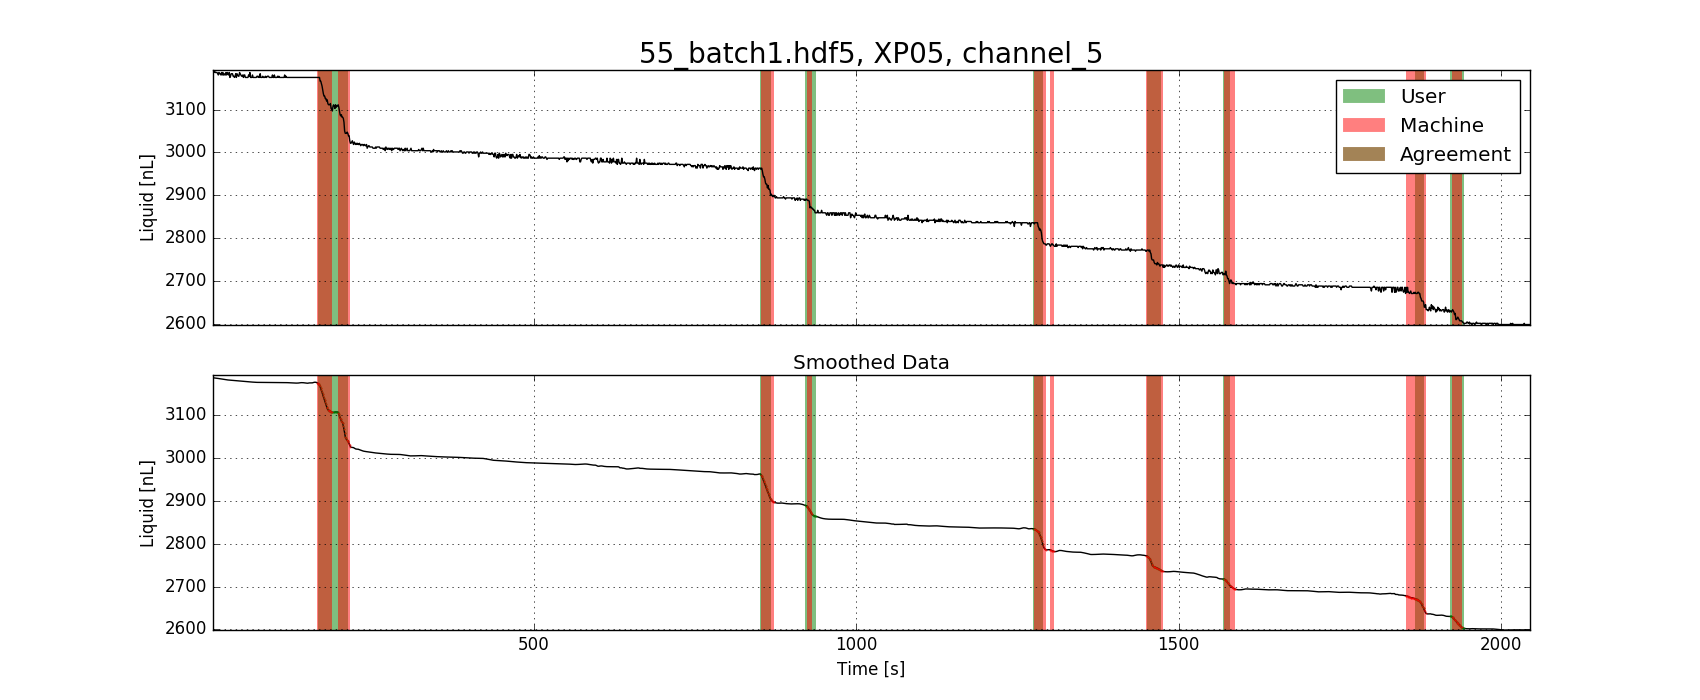 55_batch1.hdf5, XP05, channel_5
Liquid [nL]
3100
3000
2900
2800
2700
2600
User
Machine
Agreement
Smoothed Data
Liquid [nL]
3100
3000
2900
2800
2700
2600
500 1000 1500 2000
Time [s]